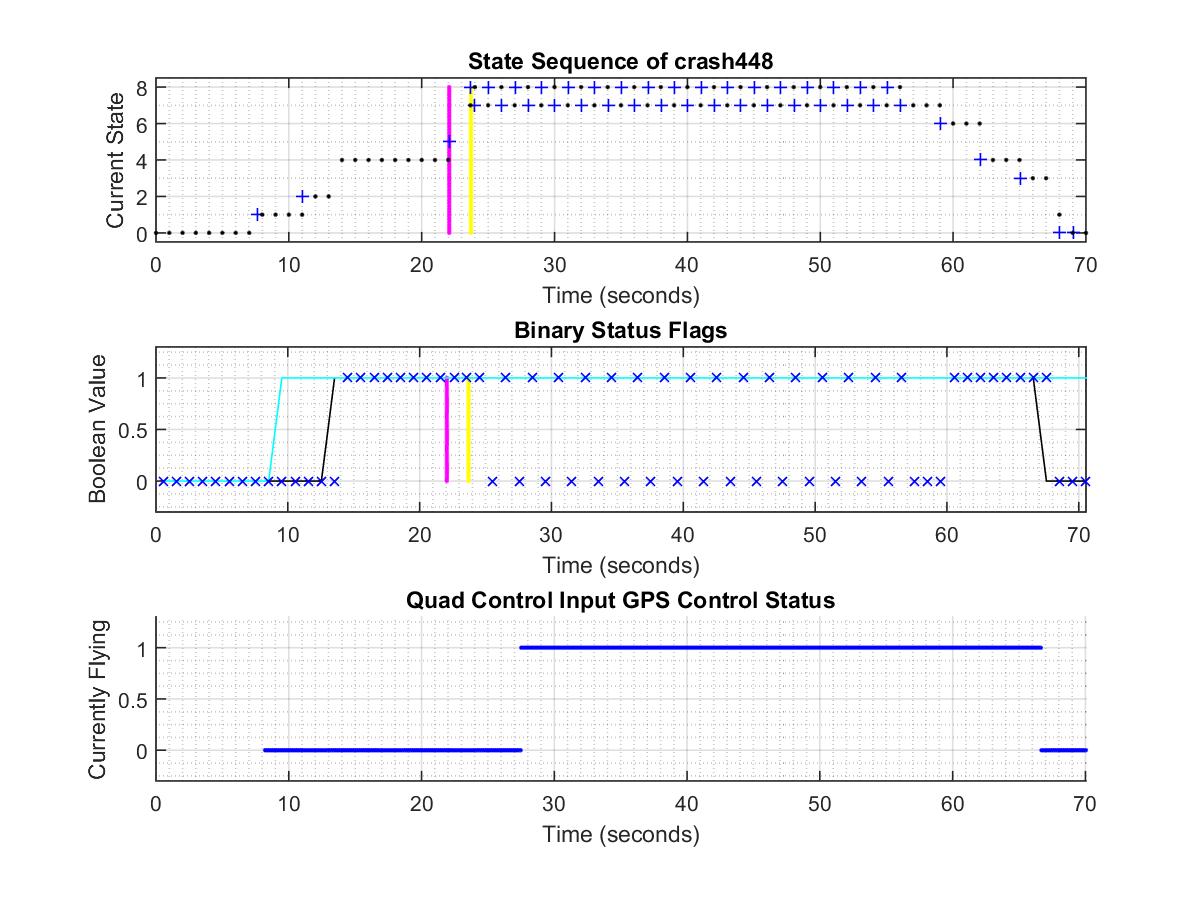 State Sequence of crash448
Current State
8
6
4
2
0
0 10 20 30 40 50 60 70
Time (seconds)
Binary Status Flags
Boolean Value
1
0.5
0
0 10 20 30 40 50 60 70
Time (seconds)
Quad Control Input GPS Control Status
Currently Flying
1
0.5
0
0 10 20 30 40 50 60 70
Time (seconds)